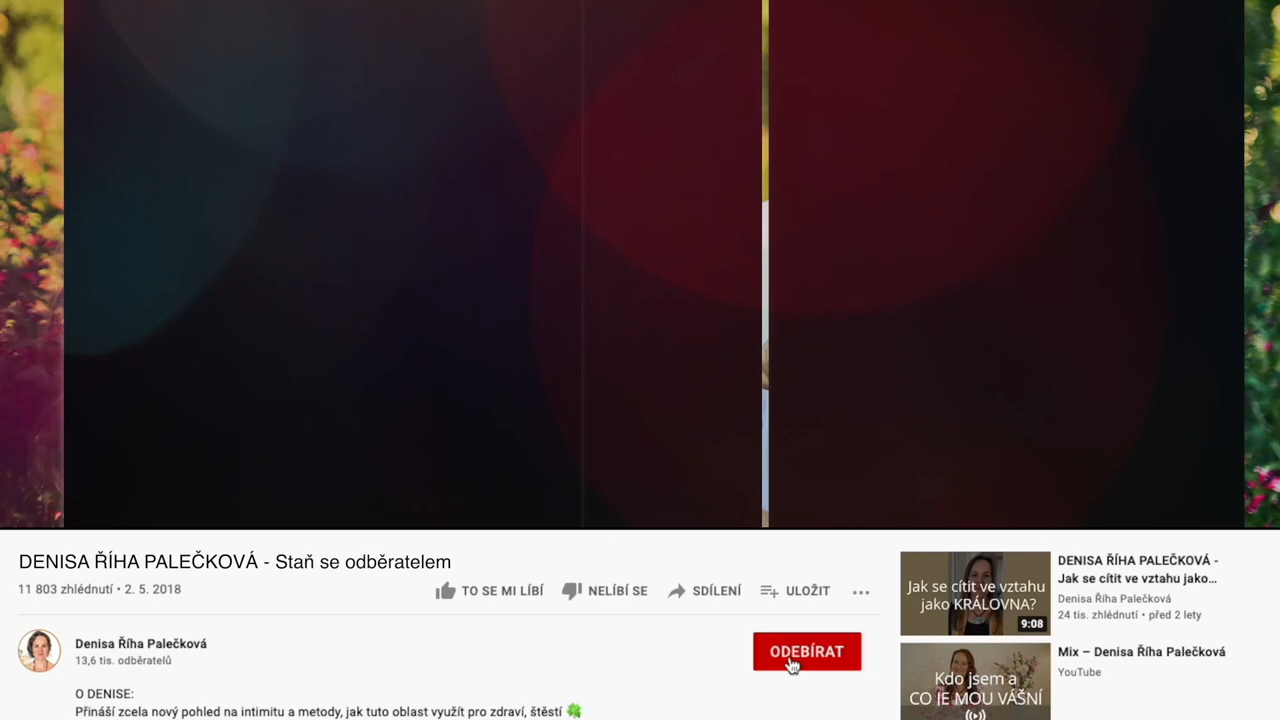 DENISA ŘÍHA PALEČKOVÁ - Staň se odběratelem
11 803 zhlédnutí • 2. 5. 2018
TO SE MI LÍBÍ
NELÍBÍ SE
SDÍLENÍ
ULOŽIT
Denisa Říha Palečková
13,6 tis. odběratelů
ODEBÍRAT
O DENISE:
Přináší zcela nový pohled na intimitu a metody, jak tuto oblast využít pro zdraví, štěstí 🍀
Jak se cítit ve vztahu
jako KRÁLOVNA?
9:08
DENISA ŘÍHA PALEČKOVÁ -
Jak se cítit ve vztahu jako...
Denisa Říha Palečková
24 tis. zhlédnutí • před 2 lety
Kdo jsem a
CO JE MOU VÁŠNÍ
Mix – Denisa Říha Palečková
YouTube